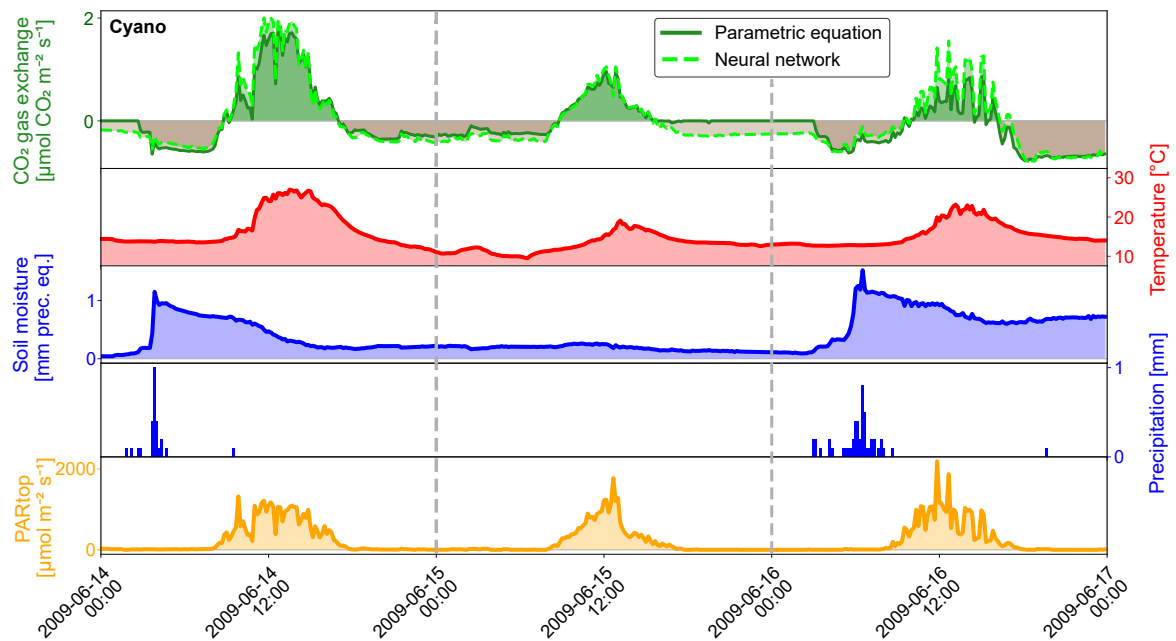 Cyano
Parametric equation
Neural network
CO₂ gas exchange
[µmol CO₂ m⁻² s⁻¹]
2
0
Temperature [°C]
30
20
10
Soil moisture
[mm prec. eq.]
1
0
Precipitation [mm]
1
0
PARtop
[µmol m⁻² s⁻¹]
2000
0
2009-06-14
00:00
2009-06-14
12:00
2009-06-15
00:00
2009-06-15
12:00
2009-06-16
00:00
2009-06-16
12:00
2009-06-17
00:00